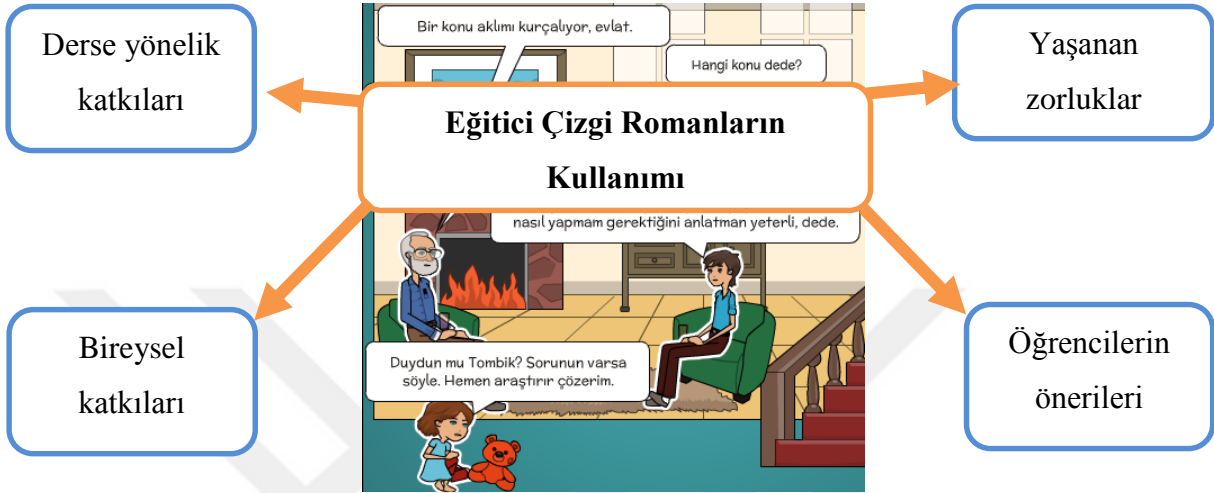 Bir konu aklımı kurçalıyor, evlat.
Hangi konu dede?
Derse yönelik
katkıları
Yaşanan
zorluklar
Eğitici Çizgi Romanların
Kullanımı
nasıl yapmam gerektiğini anlatman yeterli, dede.
Duydun mu Tombik? Sorunun varsa
söyle. Hemen araştırır çözerim.
Bireysel
katkıları
Öğrencilerin
önerileri